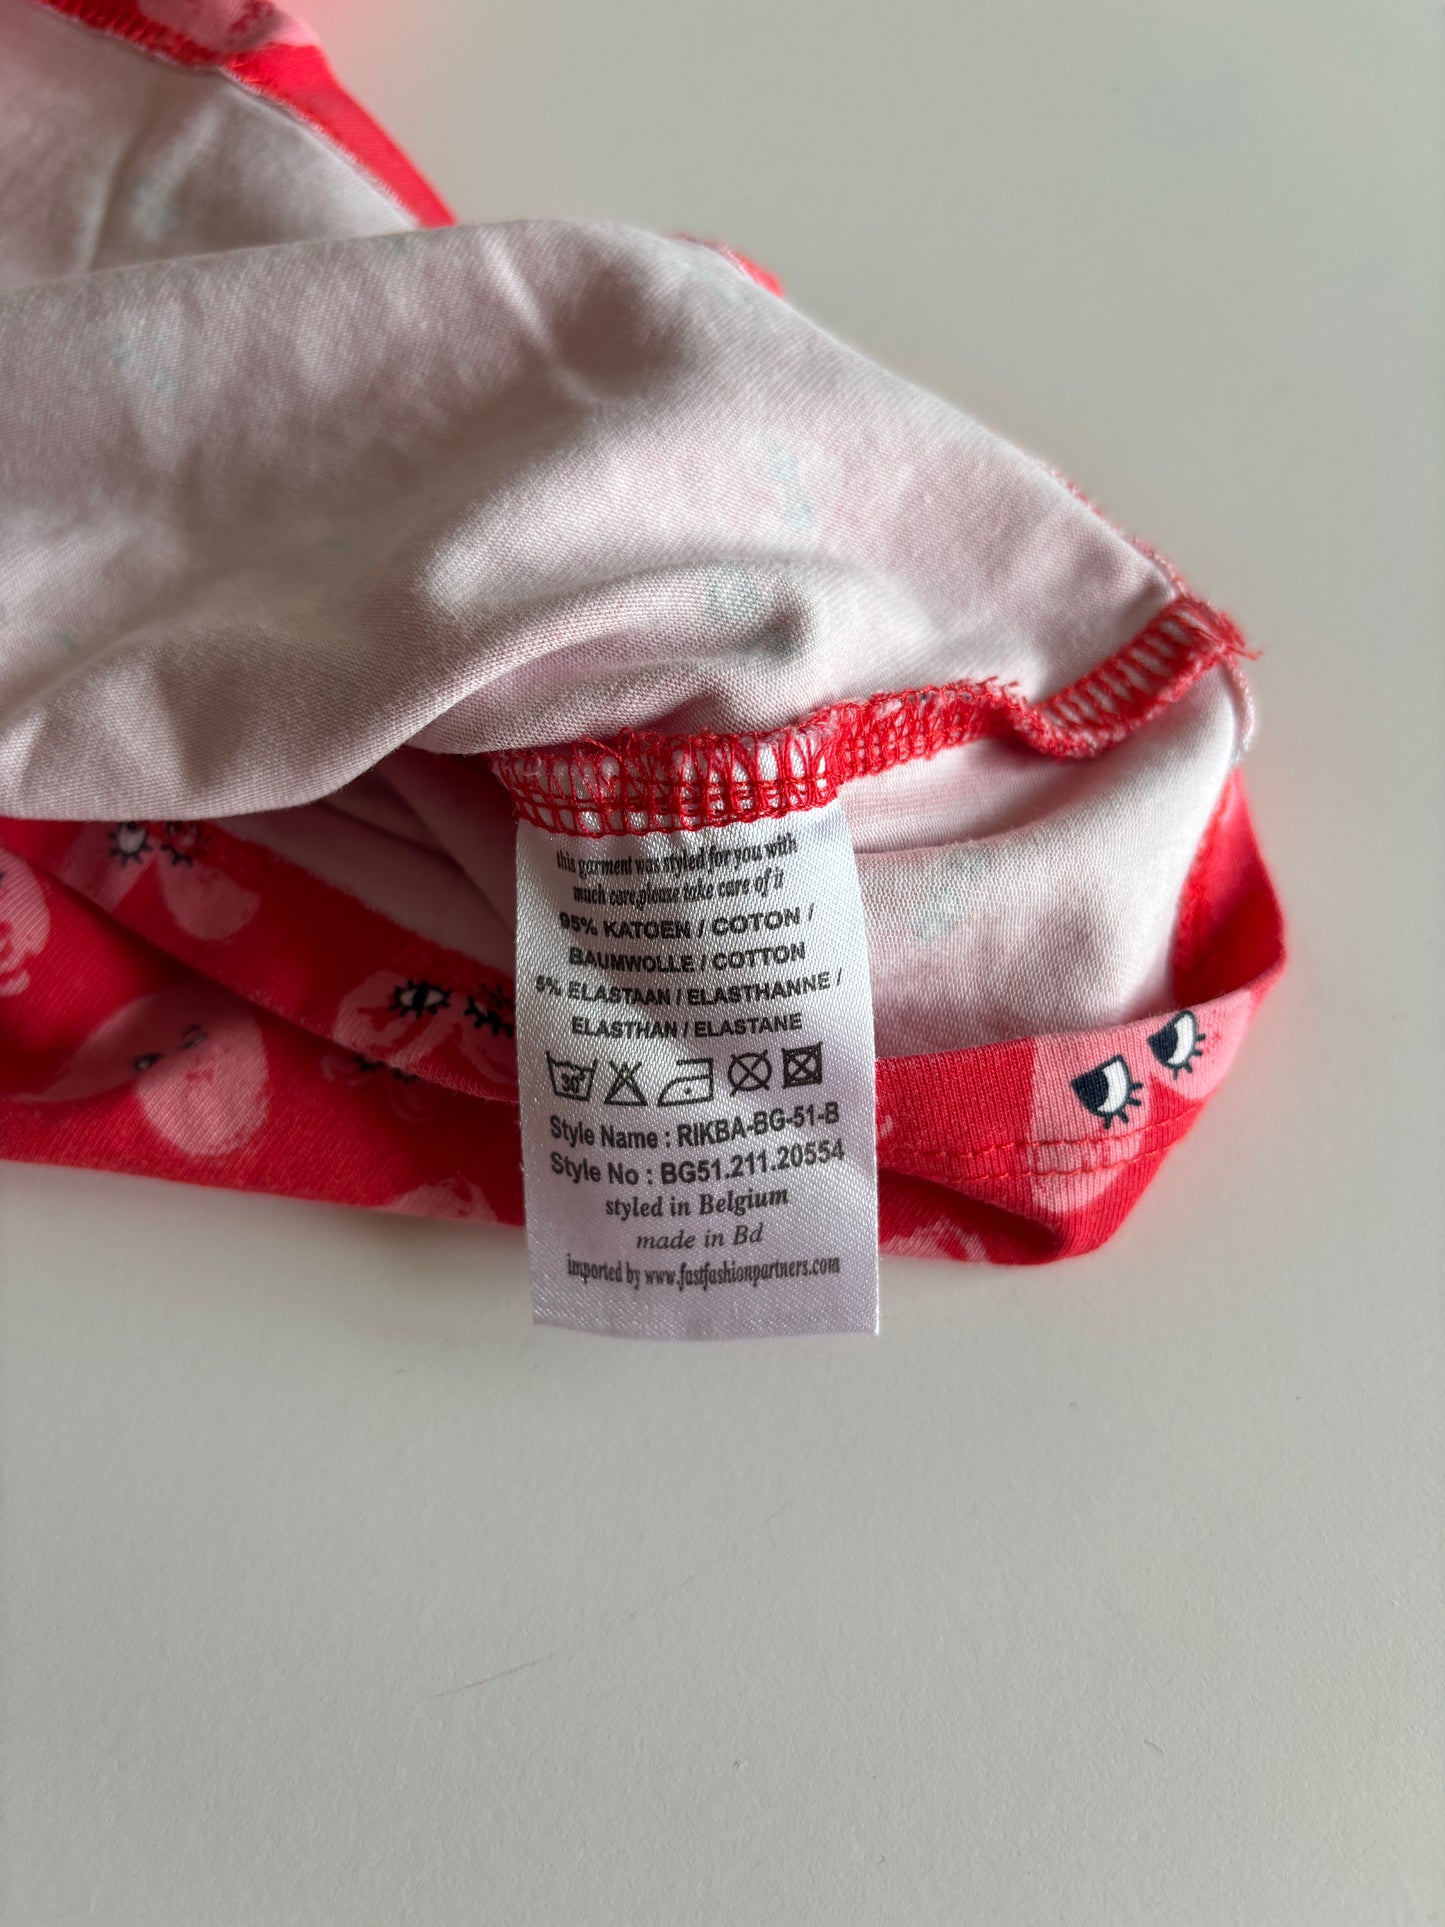 this garment was styled for you with
much care,please take care of it
95% KATOEN / COTON /
BAUMWOLLE / COTTON
5% ELASTAAN / ELASTHANNE /
ELASTHAN / ELASTANE
30°
Style Name : RIKBA-BG-51-B
Style No : BG51.211.20554
styled in Belgium
made in Bd
imported by www.fastfashionpartners.com